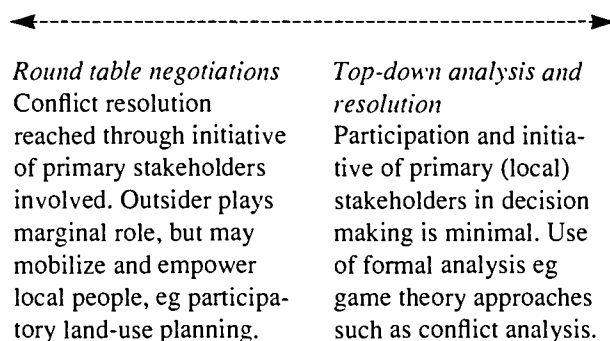 Round table negotiations
Conflict resolution
reached through initiative
of primary stakeholders
involved. Outsider plays
marginal role, but may
mobilize and empower
local people, eg participa-
tory land-use planning.
Top-down analysis and
resolution
Participation and initia-
tive of primary (local)
stakeholders in decision
making is minimal. Use
of formal analysis eg
game theory approaches
such as conflict analysis.